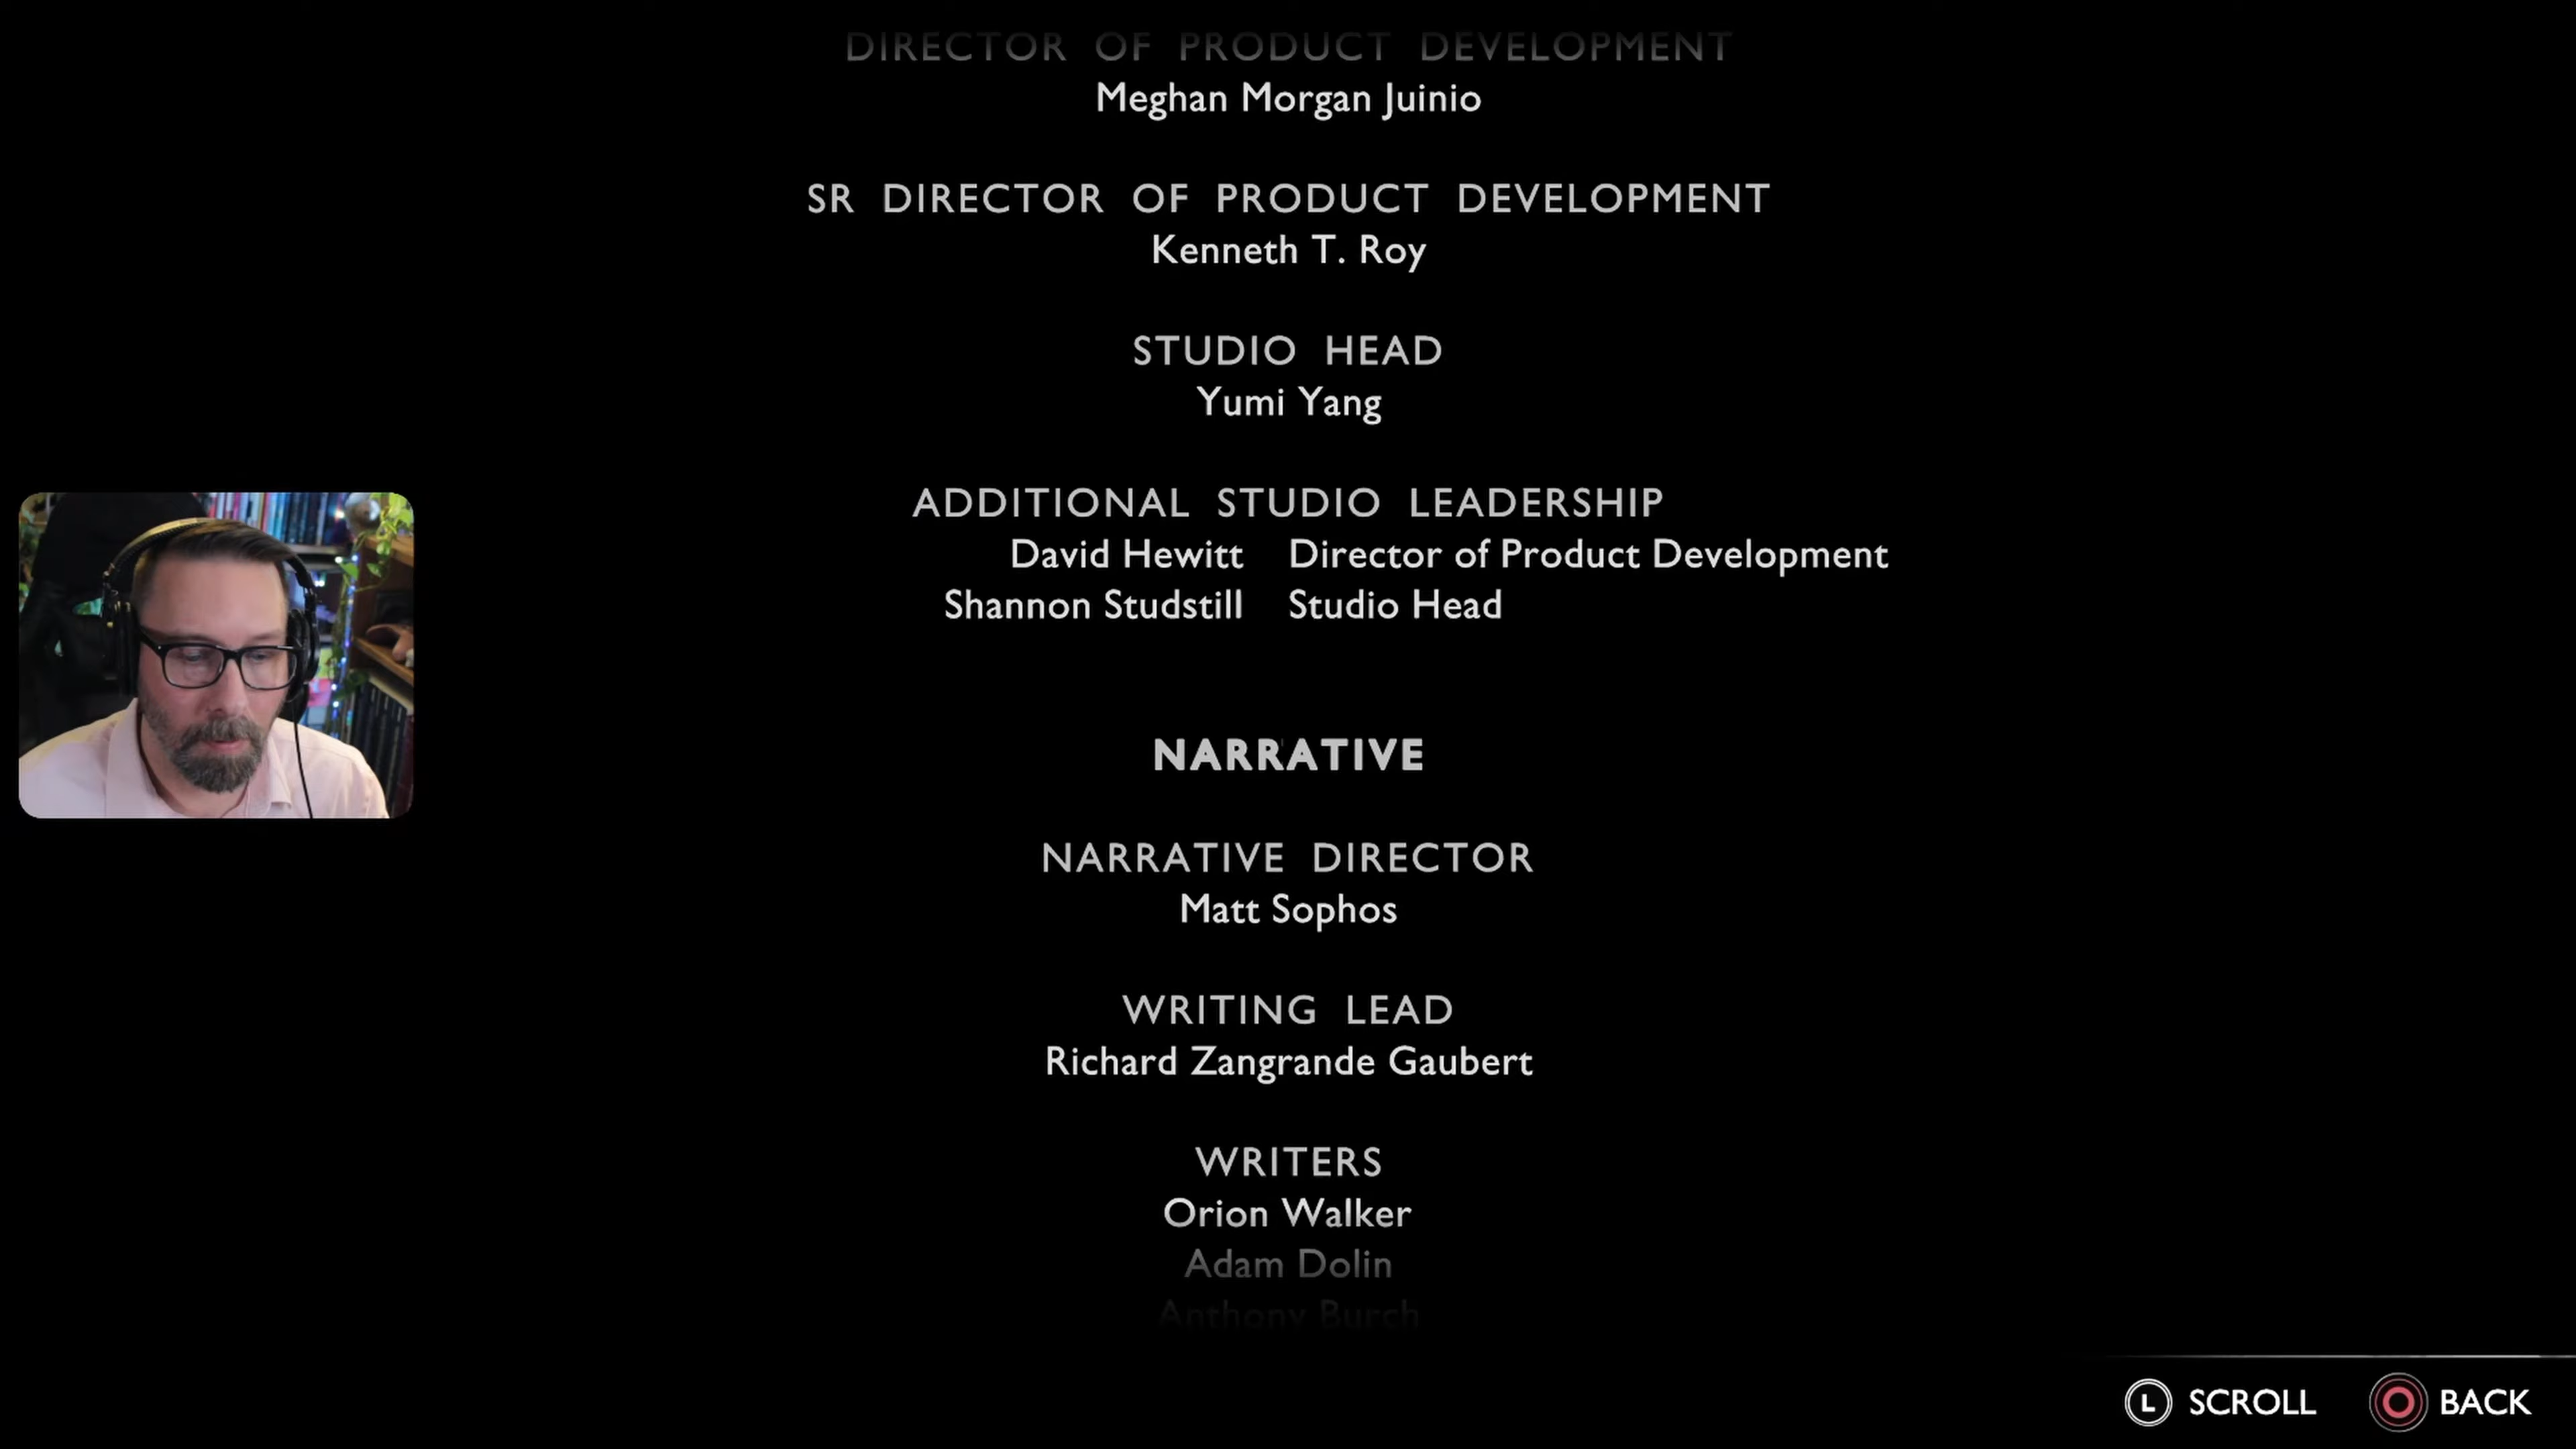 DIRECTOR OF PRODUCT DEVELOPMENT
Meghan Morgan Juinio
SR DIRECTOR OF PRODUCT DEVELOPMENT
Kenneth T. Roy
STUDIO HEAD
Yumi Yang
ADDITIONAL STUDIO LEADERSHIP
David Hewitt Director of Product Development
Shannon Studstill Studio Head
NARRATIVE
NARRATIVE DIRECTOR
Matt Sophos
WRITING LEAD
Richard Zangrande Gaubert
WRITERS
Orion Walker
Adam Dolin
Anthony Burch
L SCROLL BACK